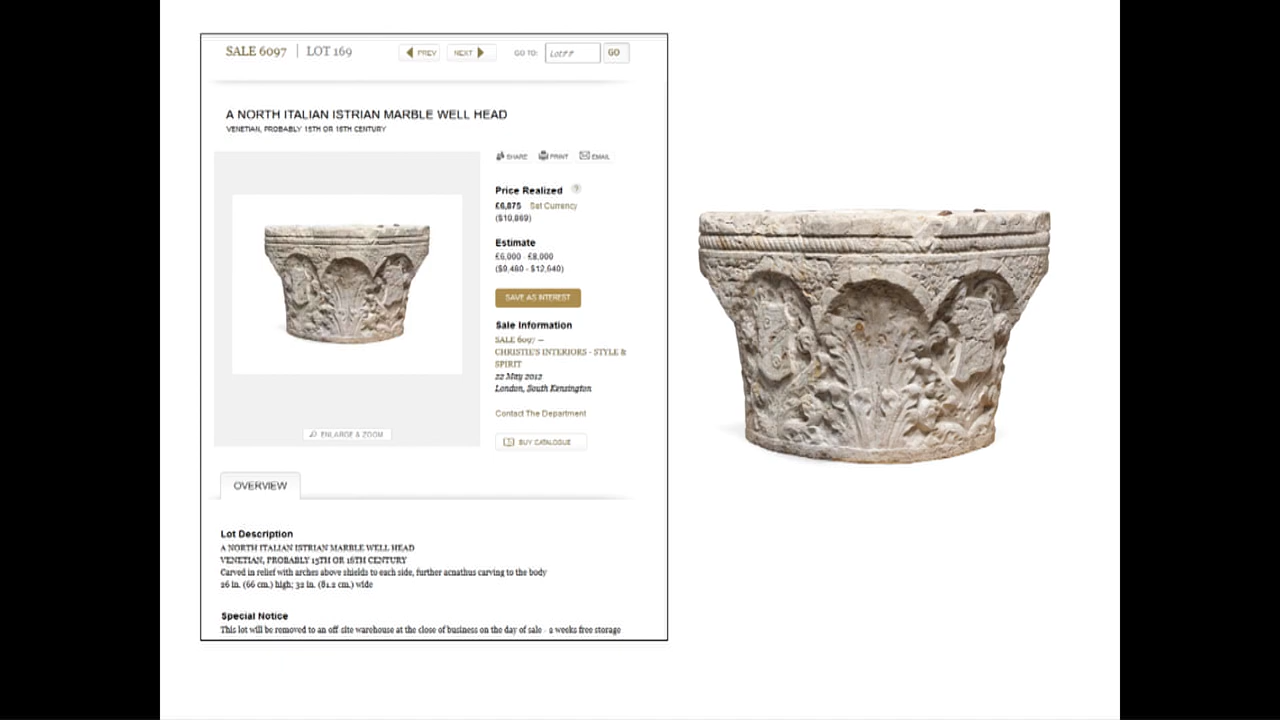 SALE 6097 | LOT 169
PREV NEXT GO TO: Lot## GO
A NORTH ITALIAN ISTRIAN MARBLE WELL HEAD
VENETIAN, PROBABLY 15TH OR 16TH CENTURY
SHARE PRINT EMAIL
Price Realized ?
£6,875 Set Currency
($10,869)
Estimate
£6,000 - £8,000
($9,480 - $12,640)
SAVE AS INTEREST
Sale Information
SALE 6097 –
CHRISTIE'S INTERIORS - STYLE &
SPIRIT
22 May 2012
London, South Kensington
Contact The Department
BUY CATALOGUE
ENLARGE & ZOOM
OVERVIEW
Lot Description
A NORTH ITALIAN ISTRIAN MARBLE WELL HEAD
VENETIAN, PROBABLY 15TH OR 16TH CENTURY
Carved in relief with arches above shields to each side, further acnathus carving to the body
26 in. (66 cm.) high; 32 in. (81.2 cm.) wide
Special Notice
This lot will be removed to an off site warehouse at the close of business on the day of sale - 2 weeks free storage